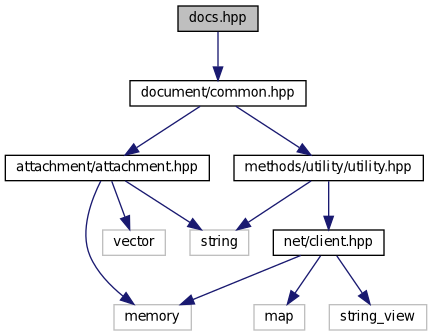 docs.hpp
document/common.hpp
attachment/attachment.hpp
methods/utility/utility.hpp
vector
string
net/client.hpp
memory
map
string_view